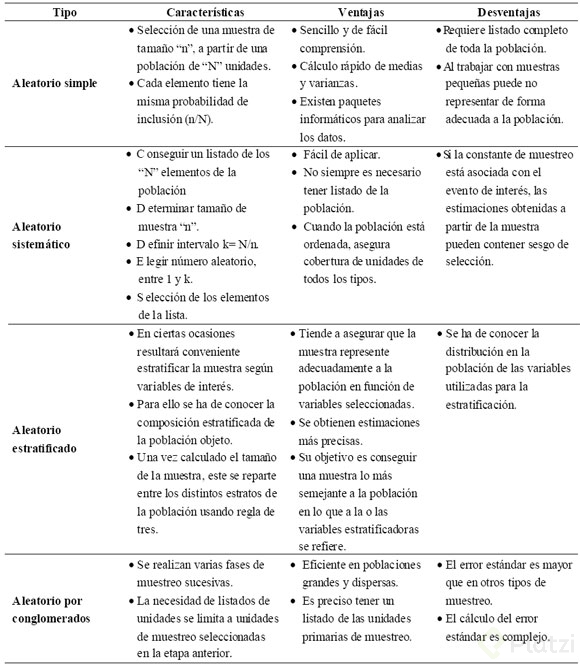 Tipo
Características
Ventajas
Desventajas
Aleatorio simple
• Selección de una muestra de
tamaño “n”, a partir de una
población de “N” unidades.
• Cada elemento tiene la
misma probabilidad de
inclusión (n/N).
• Sencillo y de fácil
comprensión.
• Cálculo rápido de medias
y varianzas.
• Existen paquetes
informáticos para analizar
los datos.
• Requiere listado completo
de toda la población.
• Al trabajar con muestras
pequeñas puede no
representar de forma
adecuada a la población.
Aleatorio
sistemático
• C onseguir un listado de los
“N” elementos de la
población
• D eterminar tamaño de
muestra “n”.
• D efinir intervalo k= N/n.
• E legir número aleatorio,
entre 1 y k.
• S elección de los elementos
de la lista.
• Fácil de aplicar.
• No siempre es necesario
tener listado de la
población.
• Cuando la población está
ordenada, asegura
cobertura de unidades de
todos los tipos.
• Si la constante de muestreo
está asociada con el
evento de interés, las
estimaciones obtenidas a
partir de la muestra
pueden contener sesgo de
selección.
Aleatorio
estratificado
• En ciertas ocasiones
resultará conveniente
estratificar la muestra según
variables de interés.
• Para ello se ha de conocer la
composición estratificada de
la población objeto.
• Una vez calculado el tamaño
de la muestra, este se reparte
entre los distintos estratos de
la población usando regla de
tres.
• Tiende a asegurar que la
muestra represente
adecuadamente a la
población en función de
variables seleccionadas.
• Se obtienen estimaciones
más precisas.
• Su objetivo es conseguir
una muestra lo más
semejante a la población
en lo que a la o las
variables estratificadoras
se refiere.
• Se ha de conocer la
distribución en la
población de las variables
utilizadas para la
estratificación.
Aleatorio por
conglomerados
• Se realizan varias fases de
muestreo sucesivas.
• La necesidad de listados de
unidades se limita a unidades
de muestreo seleccionadas
en la etapa anterior.
• Eficiente en poblaciones
grandes y dispersas.
• Es preciso tener un
listado de las unidades
primarias de muestreo.
• El error estándar es mayor
que en otros tipos de
muestreo.
• El cálculo del error
estándar es complejo.
Platzi